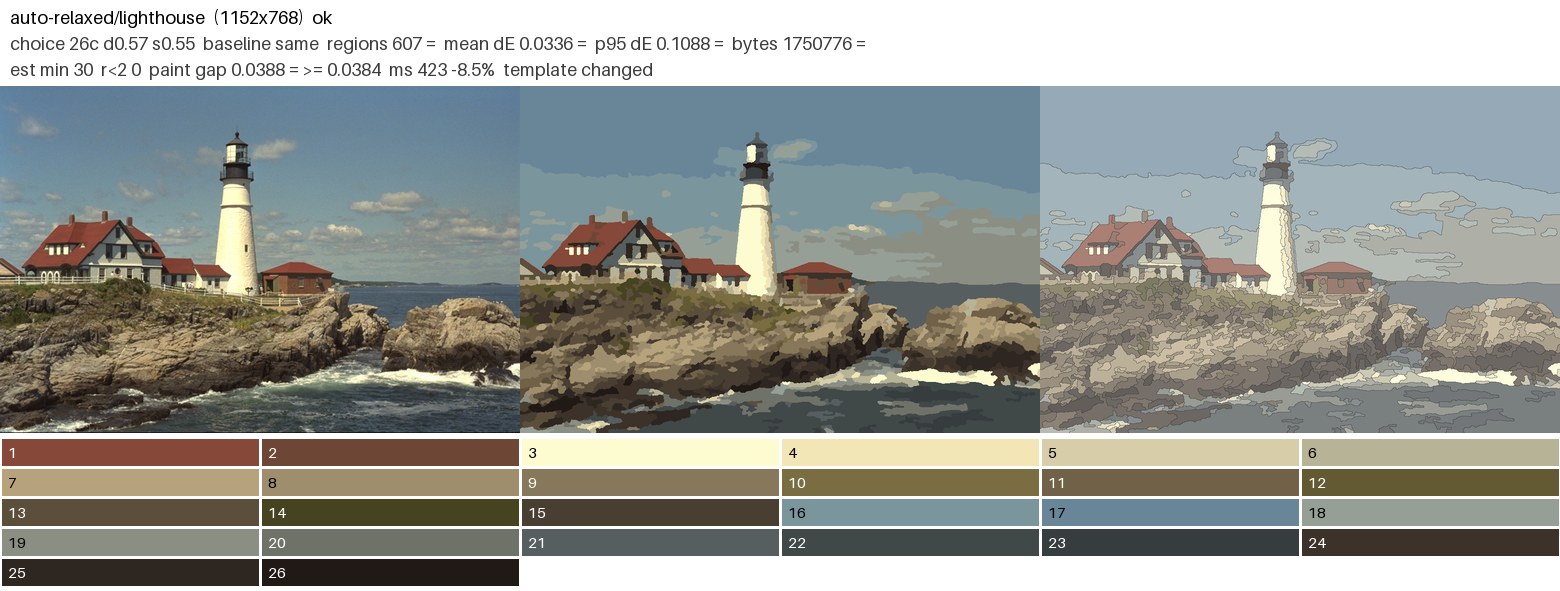 auto-relaxed/lighthouse (1152x768) ok
choice 26c d0.57 s0.55 baseline same regions 607 = mean dE 0.0336 = p95 dE 0.1088 = bytes 1750776 =
est min 30 r<2 0 paint gap 0.0388 = >= 0.0384 ms 423 -8.5% template changed
1 2 3 4 5 6
7 8 9 10 11 12
13 14 15 16 17 18
19 20 21 22 23 24
25 26